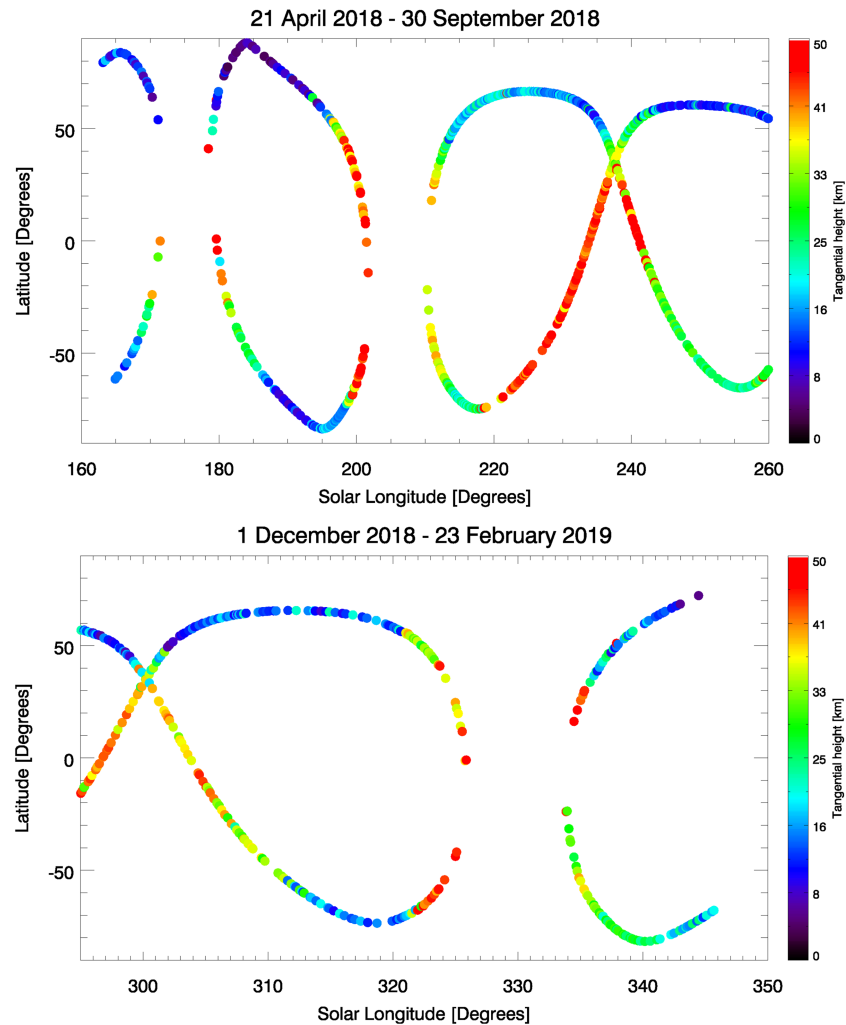 21 April 2018 - 30 September 2018
Latitude [Degrees]
50
0
-50
160 180 200 220 240 260
Solar Longitude [Degrees]
50
41
33
25
16
8
0
Tangential height [km]
1 December 2018 - 23 February 2019
Latitude [Degrees]
50
0
-50
300 310 320 330 340 350
Solar Longitude [Degrees]
50
41
33
25
16
8
0
Tangential height [km]